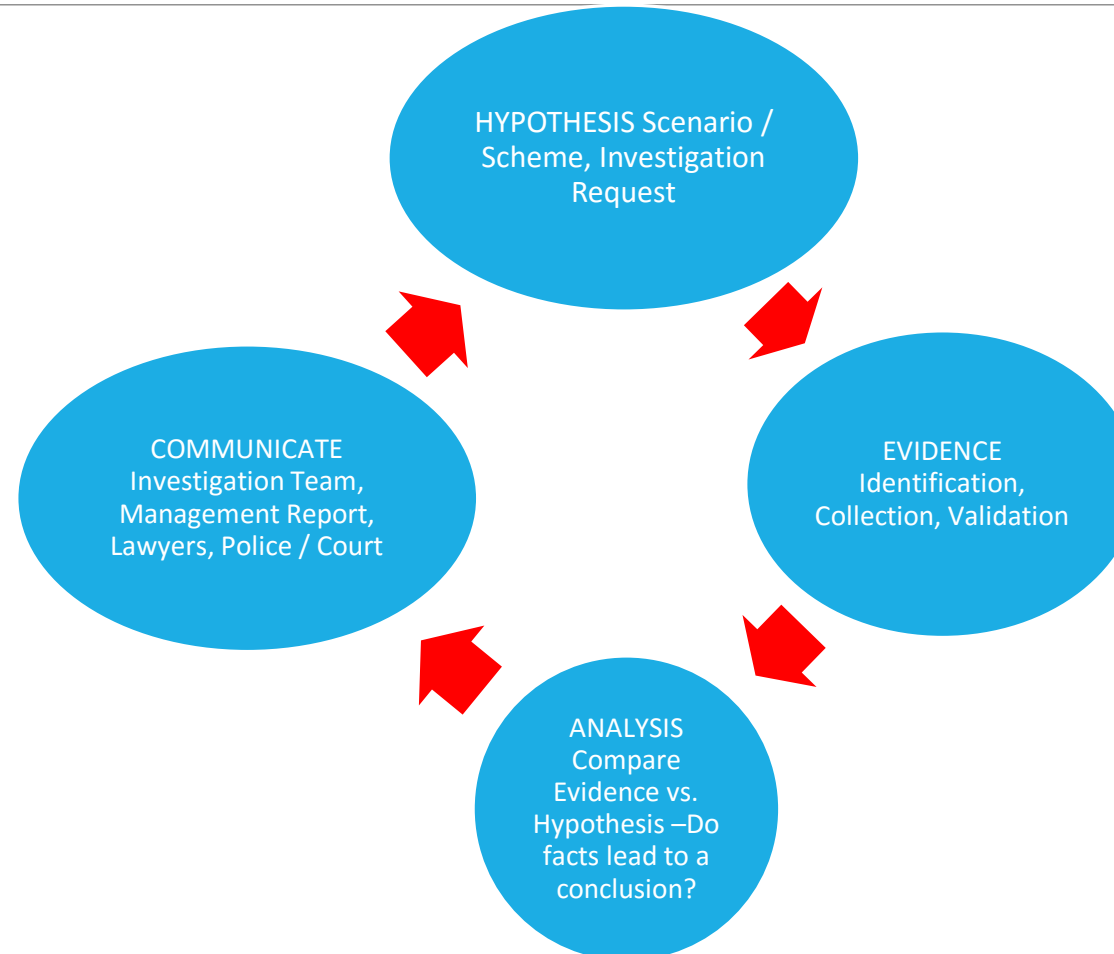 HYPOTHESIS Scenario /
Scheme, Investigation
Request
EVIDENCE
Identification,
Collection, Validation
ANALYSIS
Compare
Evidence vs.
Hypothesis –Do
facts lead to a
conclusion?
COMMUNICATE
Investigation Team,
Management Report,
Lawyers, Police / Court